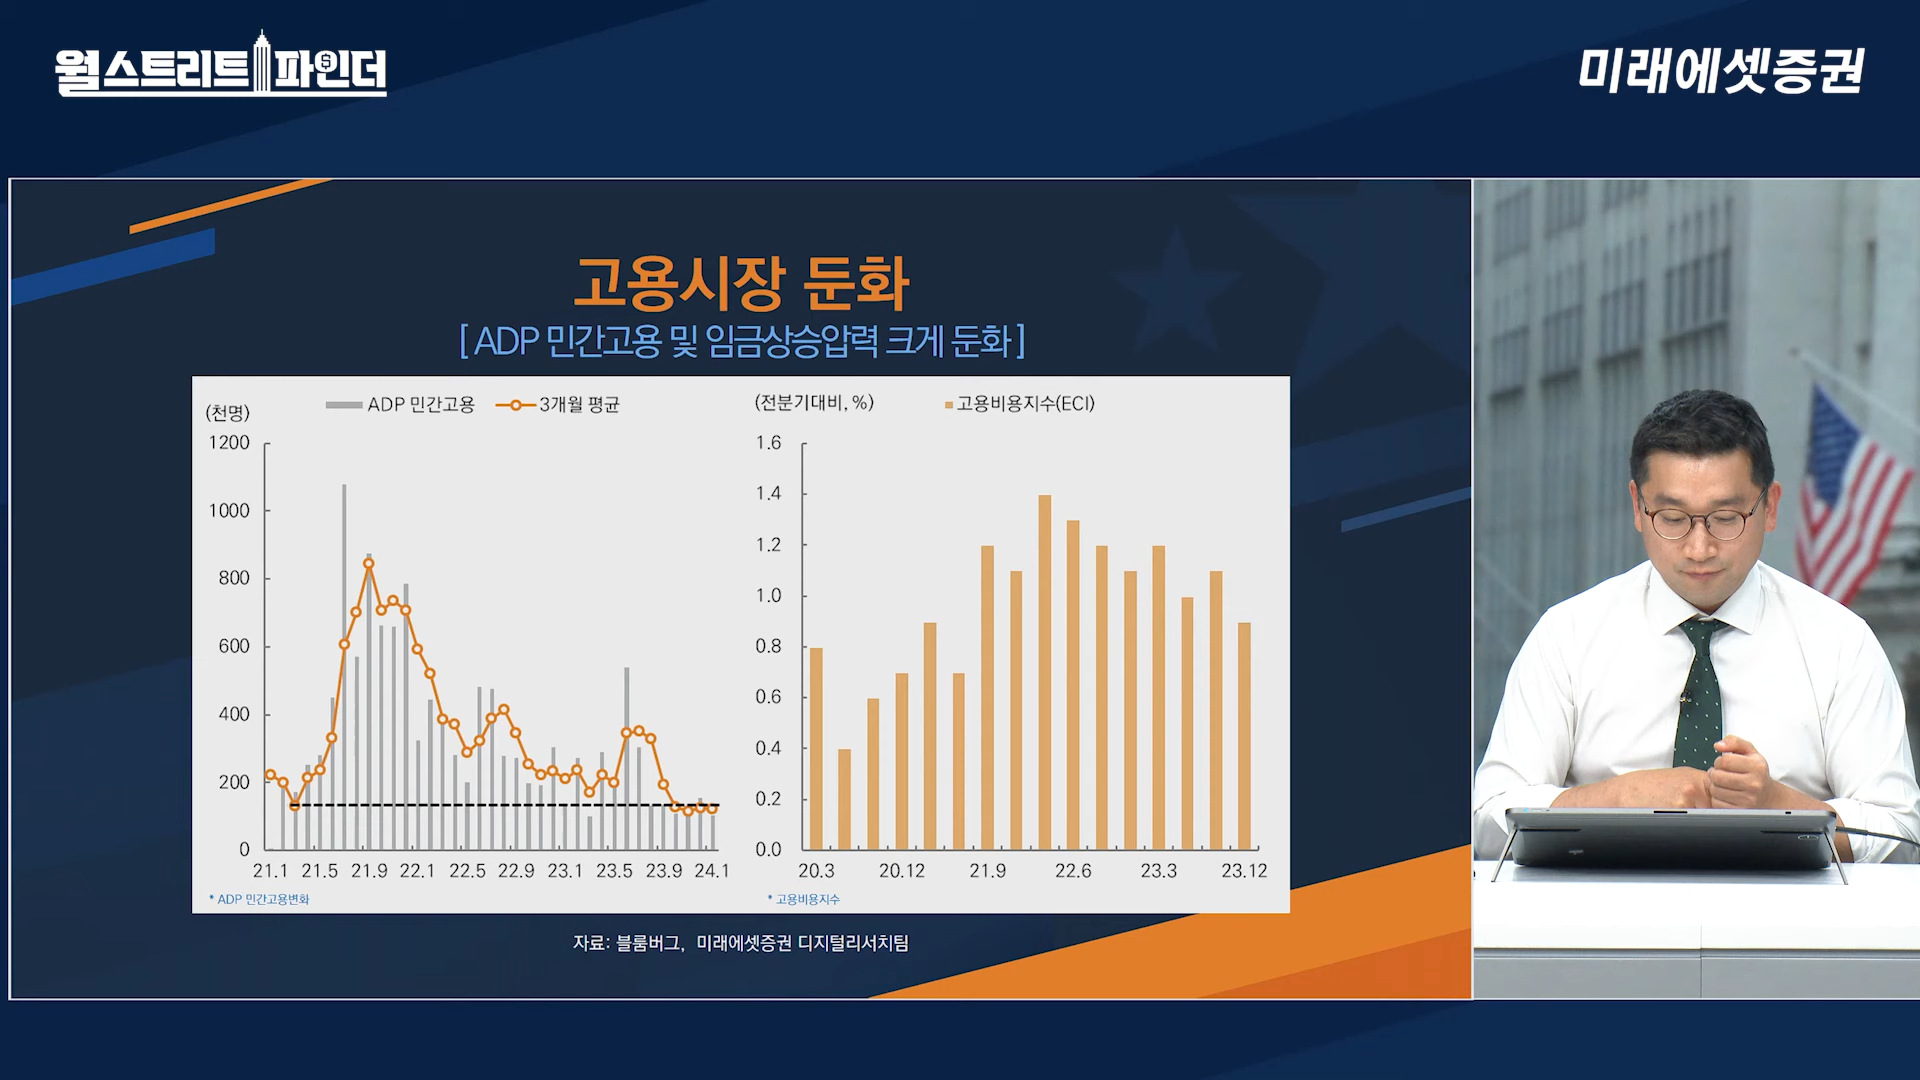 월스트리트 파인더
미래에셋증권
고용시장 둔화
[ ADP 민간고용 및 임금상승압력 크게 둔화 ]
(천명)
ADP 민간고용
3개월 평균
1200
1000
800
600
400
200
0
21.1 21.5 21.9 22.1 22.5 22.9 23.1 23.5 23.9 24.1
* ADP 민간고용변화
(전분기대비, %)
고용비용지수(ECI)
1.6
1.4
1.2
1.0
0.8
0.6
0.4
0.2
0.0
20.3 20.12 21.9 22.6 23.3 23.12
* 고용비용지수
자료: 블룸버그, 미래에셋증권 디지털리서치팀